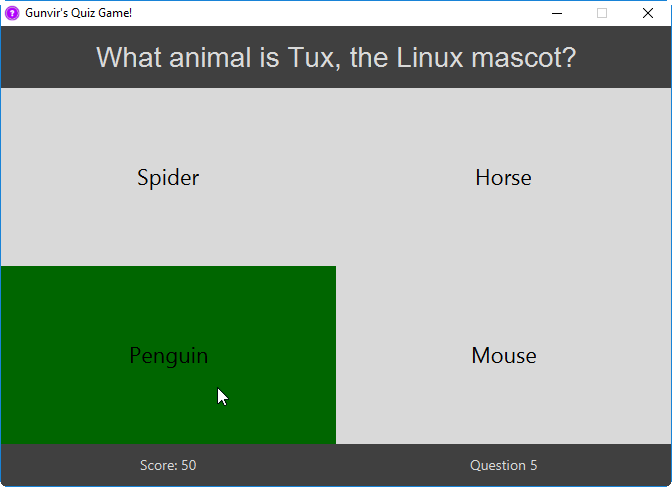 Gunvir's Quiz Game!
What animal is Tux, the Linux mascot?
Spider
Horse
Penguin
Mouse
Score: 50
Question 5